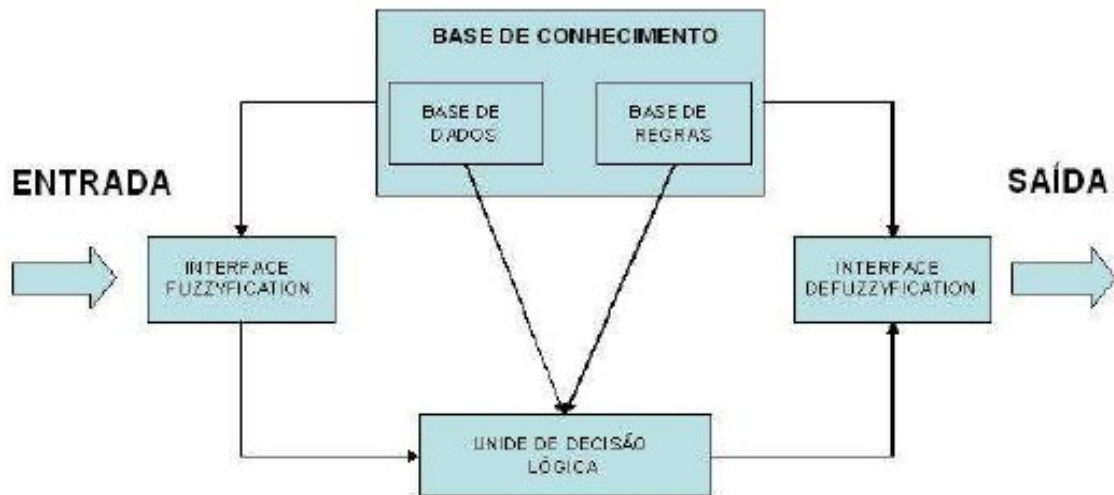 BASE DE CONHECIMENTO
BASE DE
DADOS
BASE DE
REGRAS
ENTRADA
SAÍDA
INTERFACE
FUZZYFICATION
INTERFACE
DEFUZZYFICATION
UNIDE DE DECISÃO
LÓGICA